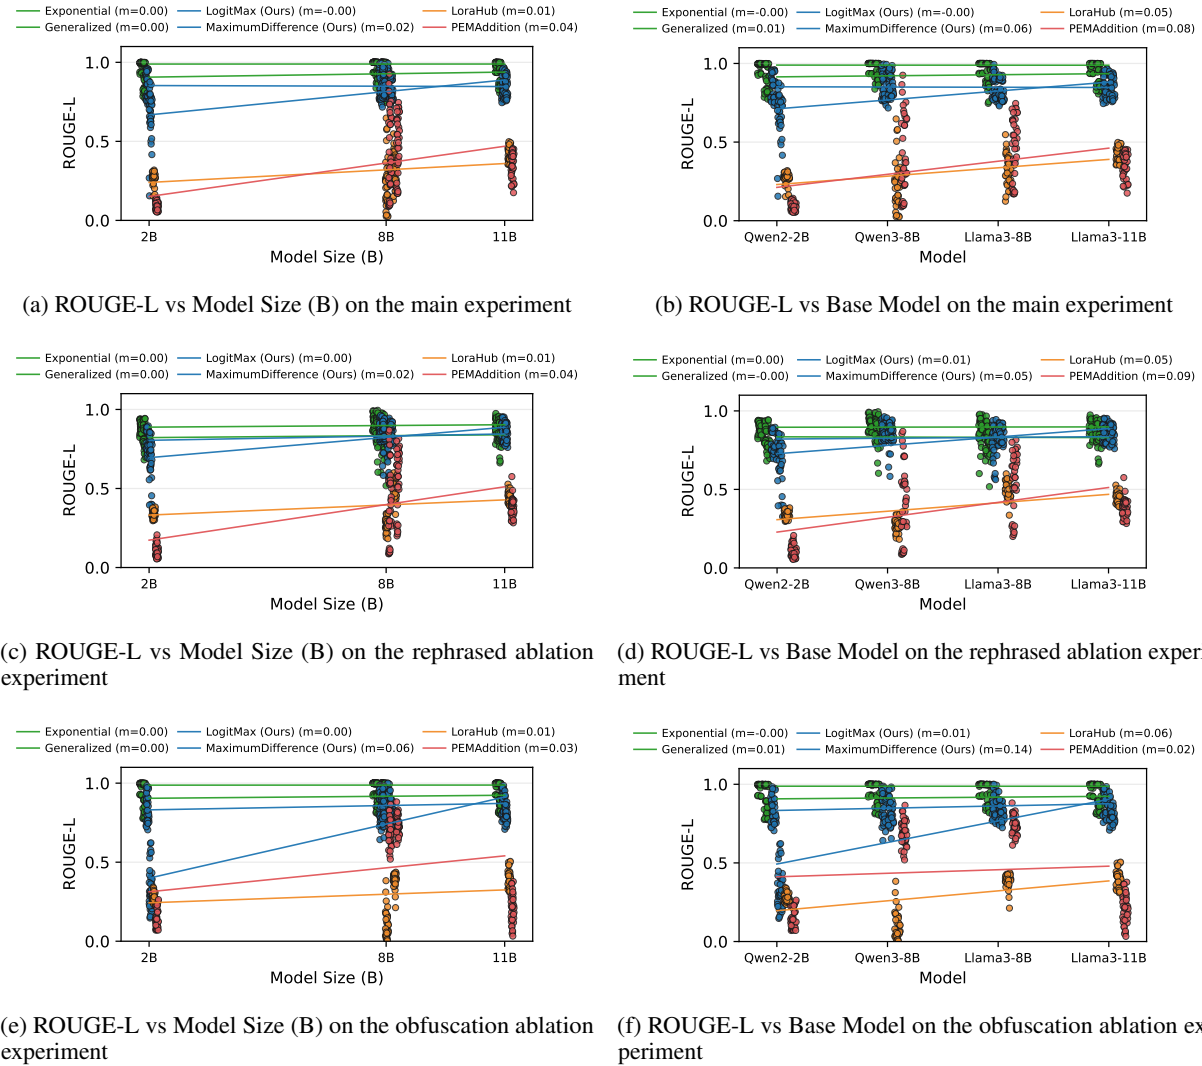 Exponential (m=0.00) LogitMax (Ours) (m=-0.00) LoraHub (m=0.01)
Generalized (m=0.00) MaximumDifference (Ours) (m=0.02) PEMAddition (m=0.04)
1.0
0.5
0.0
ROUGE-L
2B 8B 11B
Model Size (B)
(a) ROUGE-L vs Model Size (B) on the main experiment
Exponential (m=-0.00) LogitMax (Ours) (m=-0.00) LoraHub (m=0.05)
Generalized (m=0.01) MaximumDifference (Ours) (m=0.06) PEMAddition (m=0.08)
1.0
0.5
0.0
ROUGE-L
Qwen2-2B Qwen3-8B Llama3-8B Llama3-11B
Model
(b) ROUGE-L vs Base Model on the main experiment
Exponential (m=0.00) LogitMax (Ours) (m=0.00) LoraHub (m=0.01)
Generalized (m=0.00) MaximumDifference (Ours) (m=0.02) PEMAddition (m=0.04)
1.0
0.5
0.0
ROUGE-L
2B 8B 11B
Model Size (B)
(c) ROUGE-L vs Model Size (B) on the rephrased ablation
experiment
Exponential (m=0.00) LogitMax (Ours) (m=0.01) LoraHub (m=0.05)
Generalized (m=-0.00) MaximumDifference (Ours) (m=0.05) PEMAddition (m=0.09)
1.0
0.5
0.0
ROUGE-L
Qwen2-2B Qwen3-8B Llama3-8B Llama3-11B
Model
(d) ROUGE-L vs Base Model on the rephrased ablation experi
ment
Exponential (m=0.00) LogitMax (Ours) (m=0.00) LoraHub (m=0.01)
Generalized (m=0.00) MaximumDifference (Ours) (m=0.06) PEMAddition (m=0.03)
1.0
0.5
0.0
ROUGE-L
2B 8B 11B
Model Size (B)
(e) ROUGE-L vs Model Size (B) on the obfuscation ablation
experiment
Exponential (m=-0.00) LogitMax (Ours) (m=0.01) LoraHub (m=0.06)
Generalized (m=0.01) MaximumDifference (Ours) (m=0.14) PEMAddition (m=0.02)
1.0
0.5
0.0
ROUGE-L
Qwen2-2B Qwen3-8B Llama3-8B Llama3-11B
Model
(f) ROUGE-L vs Base Model on the obfuscation ablation ex
periment